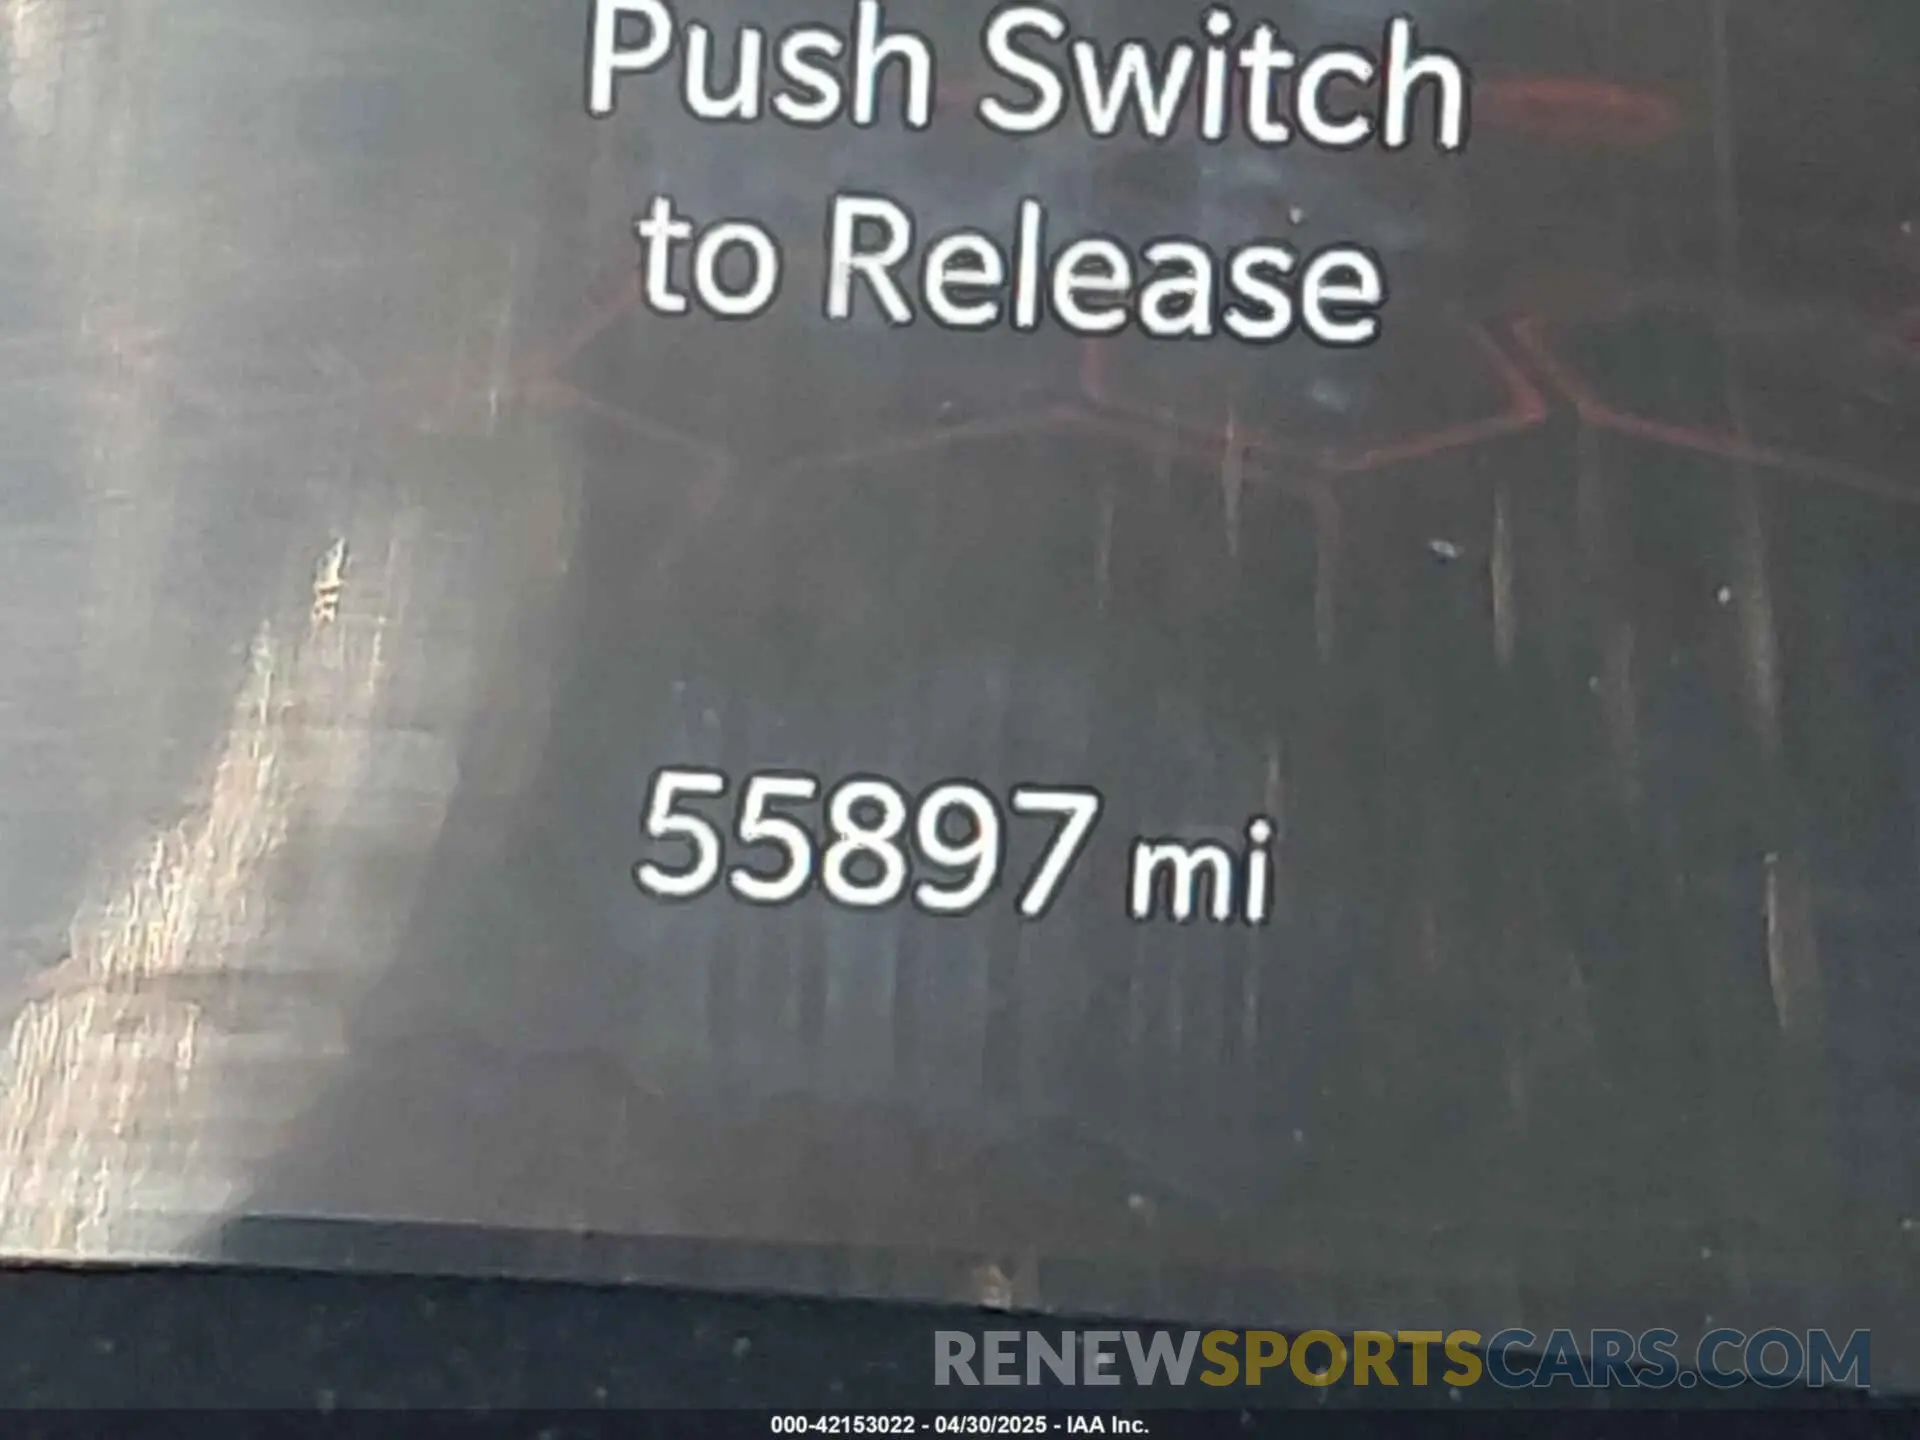 Push Switch
to Release
55897 mi
RENEWSPORTSCARS.COM
000-42153022 - 04/30/2025 - IAA Inc.